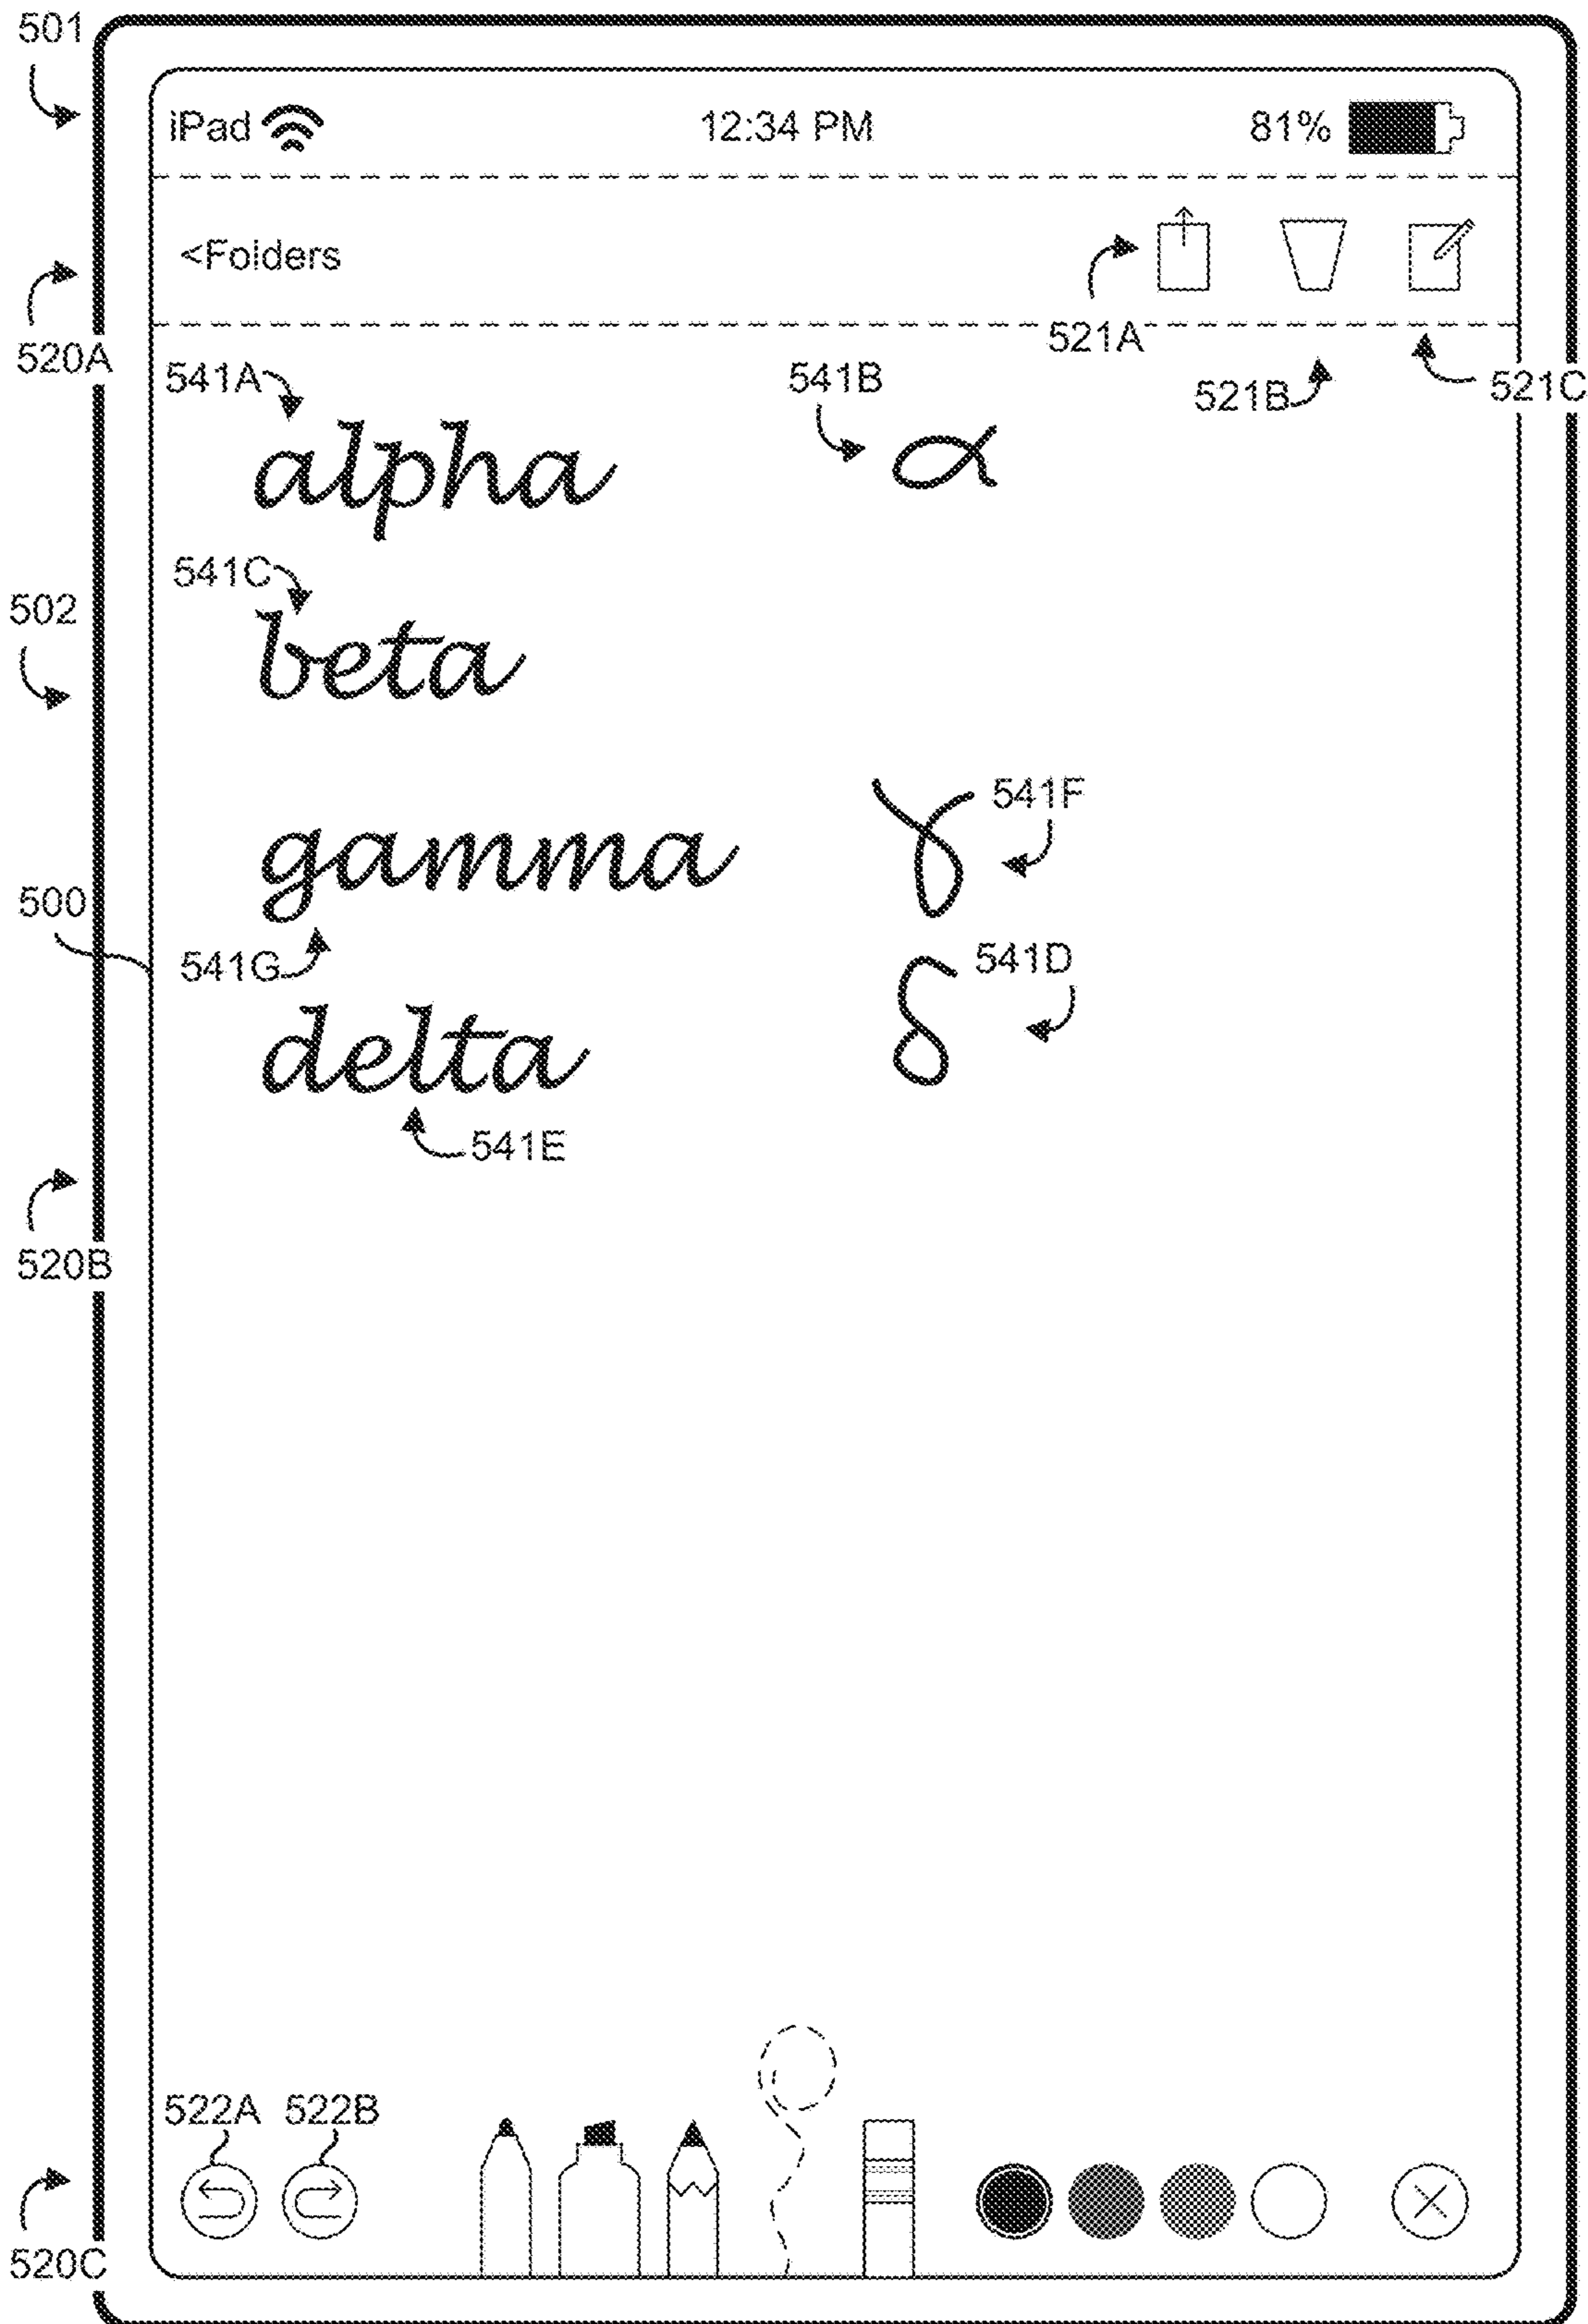 501
iPad 12:34 PM 81%
<Folders
520A 521A
541A 541B 521B 521C
alpha α
541C
502
beta
541F
gamma γ
500
541G 541D
delta δ
541E
520B
522A 522B
520C